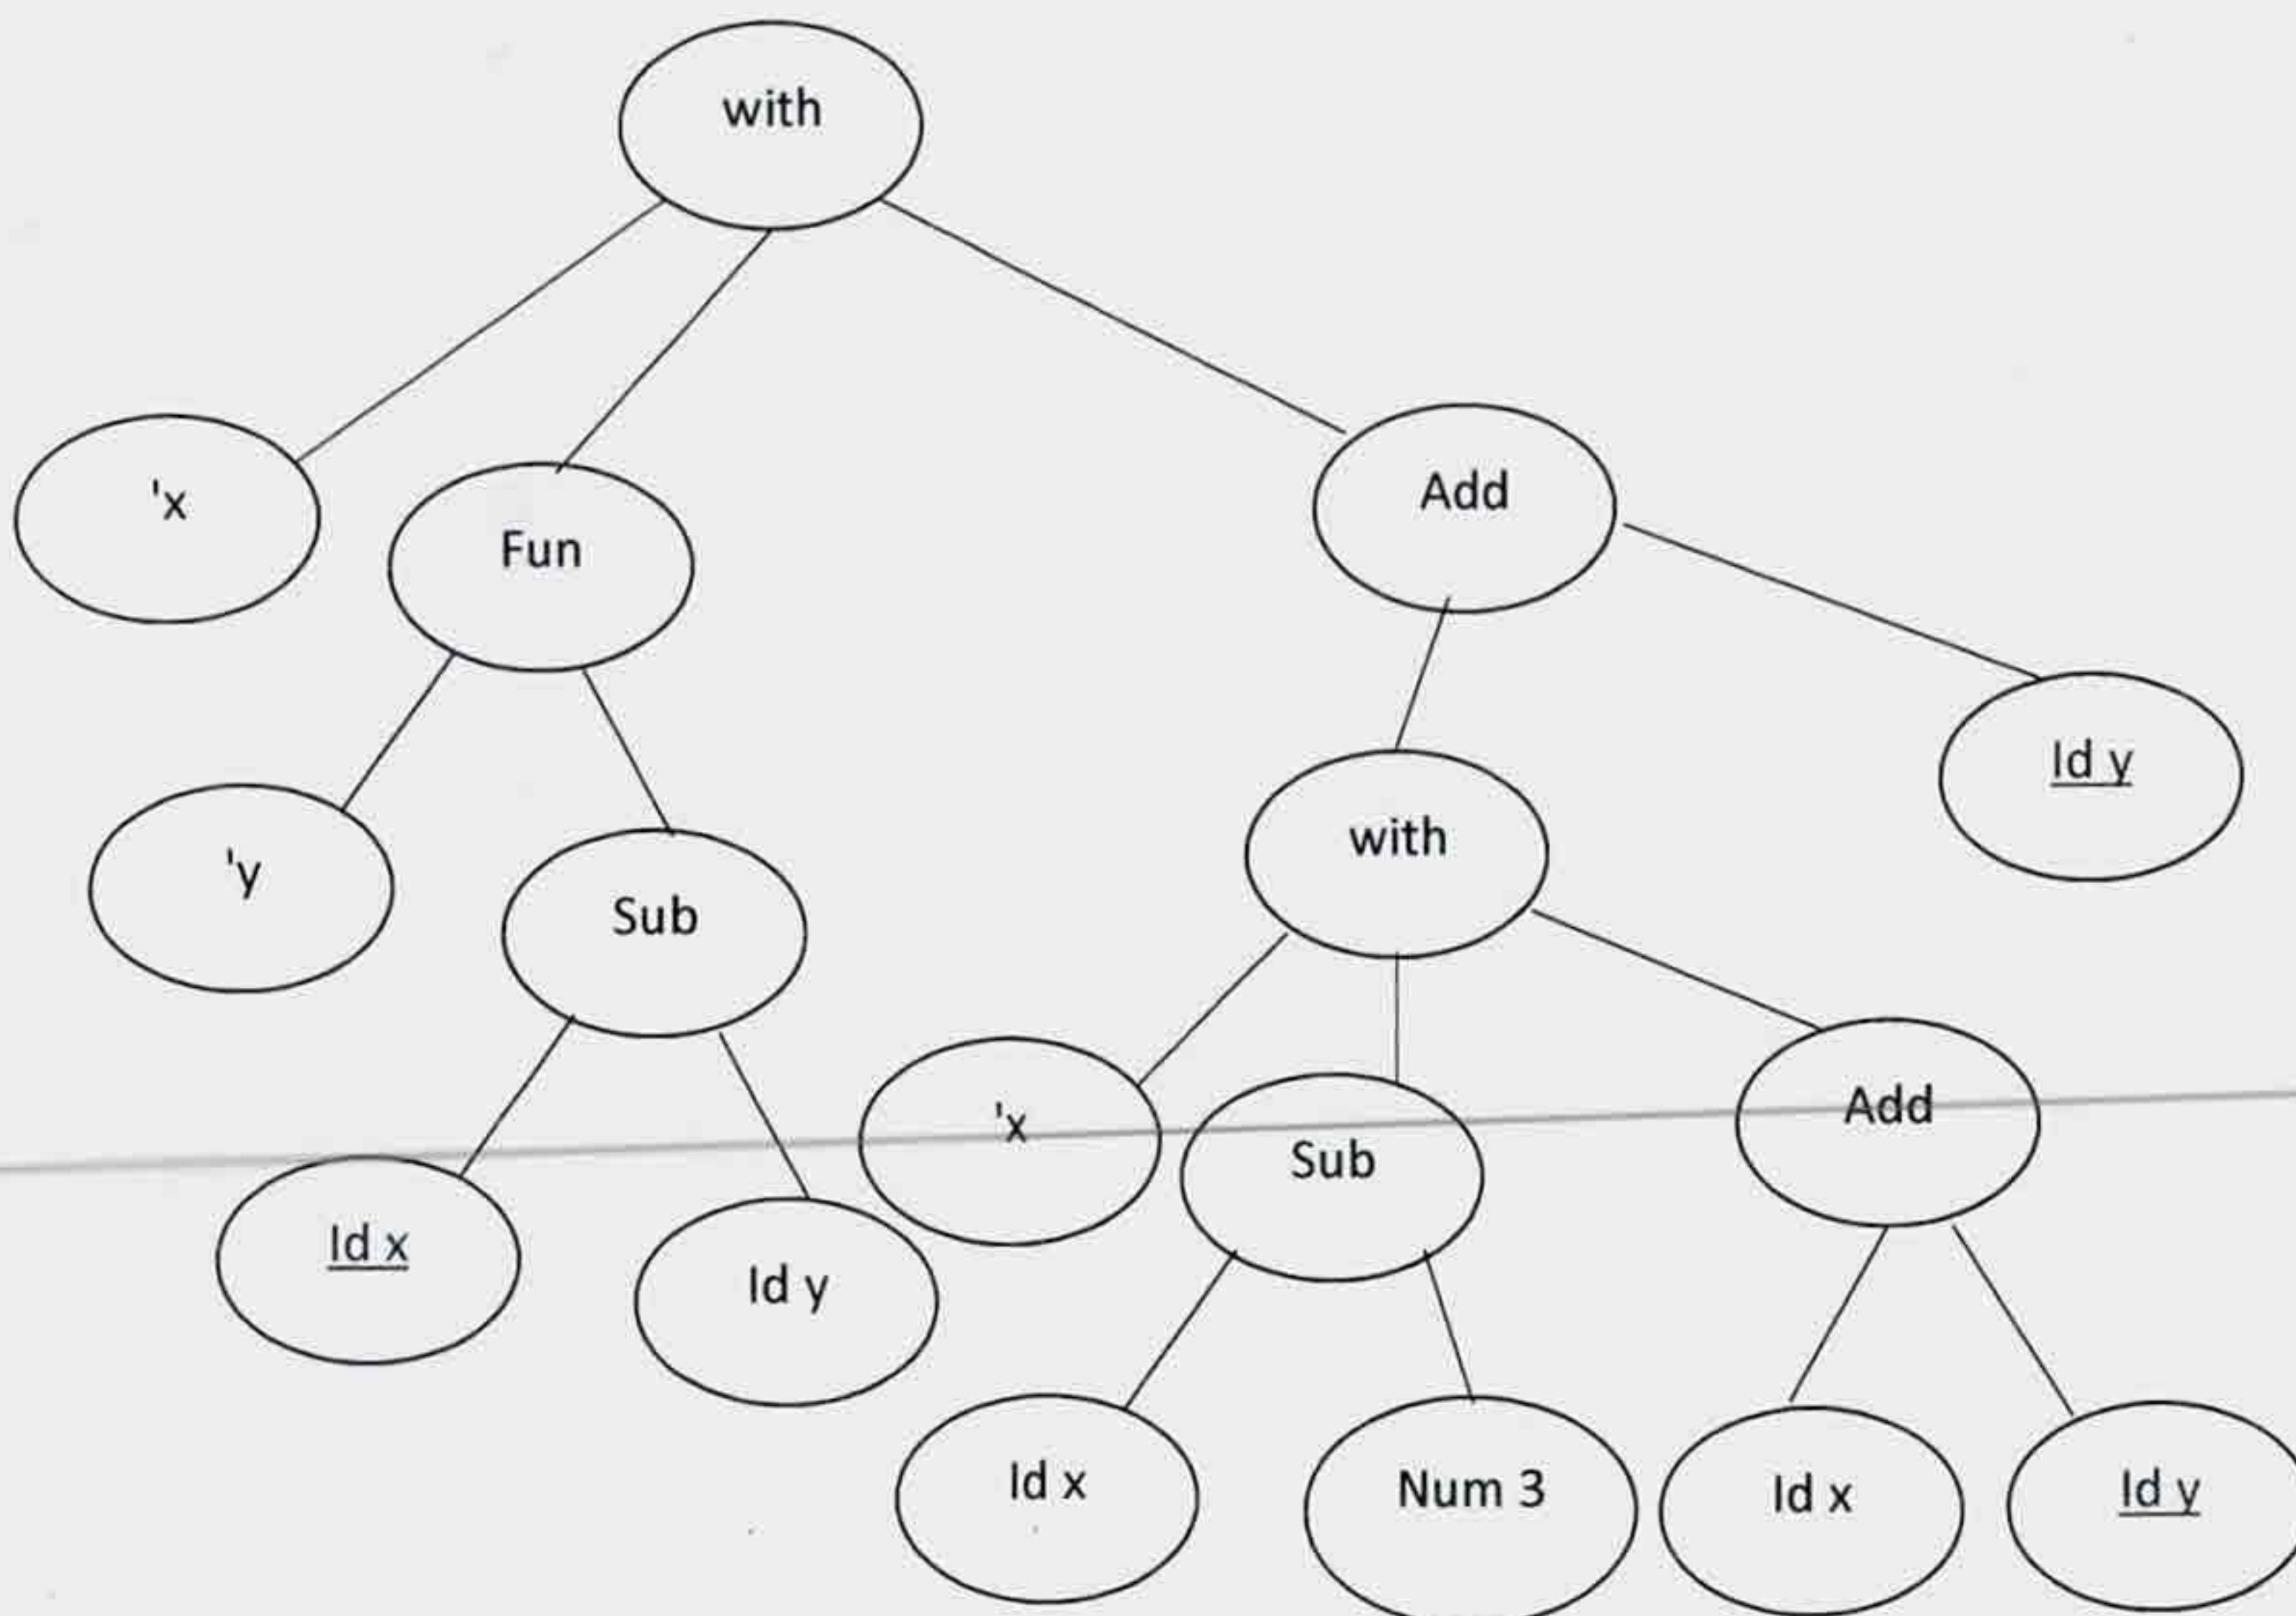 with
'x
Fun
Add
'y
Sub
with
Id y
Id x
Id y
'x
Sub
Add
Id x
Num 3
Id x
Id y